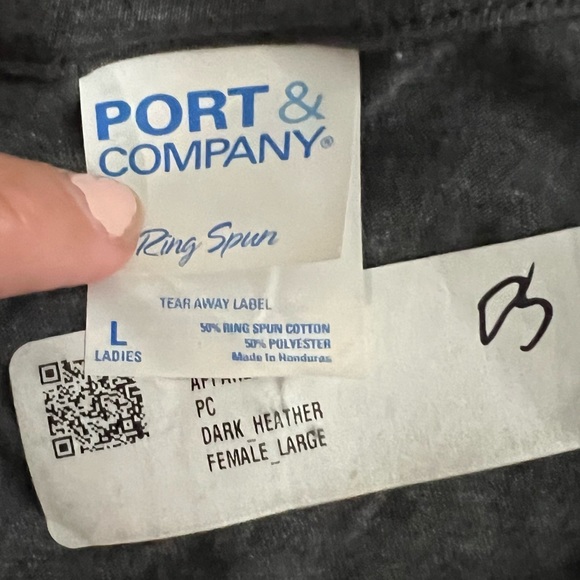 PORT &
COMPANY®
Ring Spun
TEAR AWAY LABEL
L
LADIES
50% RING SPUN COTTON
50% POLYESTER
Made in Honduras
PC
DARK_HEATHER
FEMALE_LARGE